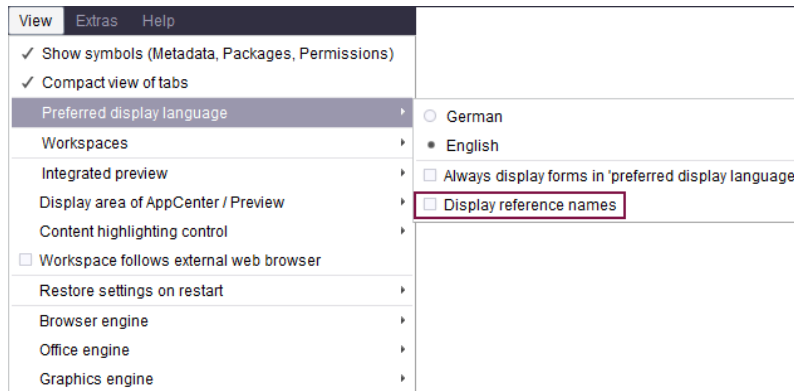 View Extras Help
Show symbols (Metadata, Packages, Permissions)
Compact view of tabs
Preferred display language
Workspaces
Integrated preview
Display area of AppCenter / Preview
Content highlighting control
Workspace follows external web browser
Restore settings on restart
Browser engine
Office engine
Graphics engine
German
English
Always display forms in 'preferred display language
Display reference names